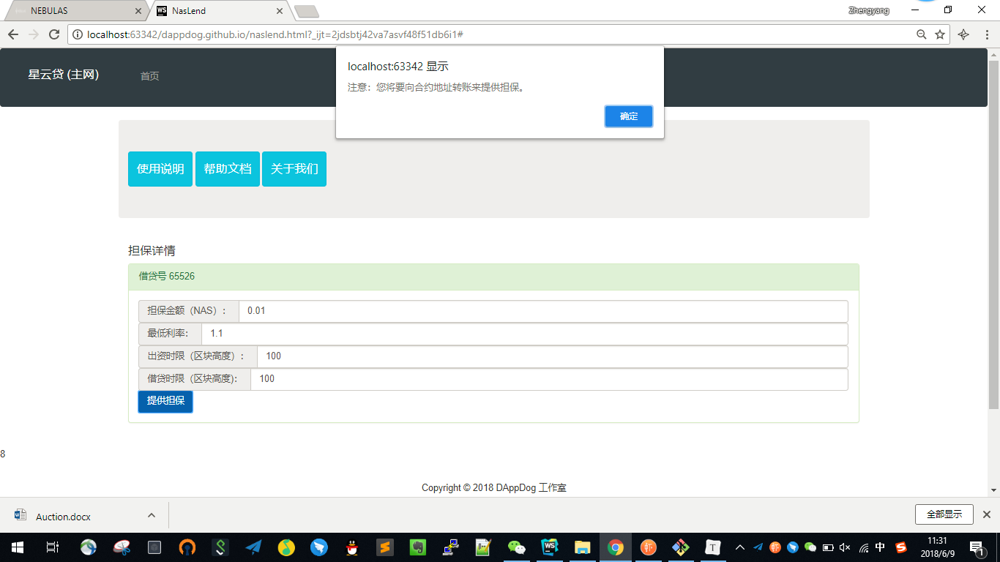 NEBULAS
NasLend
Zhengyang
localhost:63342/dappdog.github.io/naslend.html?_ijt=2jdsbtj42va7asvf48f51db6i1#
星云贷 (主网)
首页
localhost:63342 显示
注意：您将要向合约地址转账来提供担保。
确定
使用说明
帮助文档
关于我们
担保详情
借贷号 65526
担保金额（NAS）： 0.01
最低利率： 1.1
出资时限（区块高度）： 100
借贷时限（区块高度)： 100
提供担保
8
Copyright © 2018 DAppDog 工作室
Auction.docx
全部显示
中
11:31
2018/6/9
1